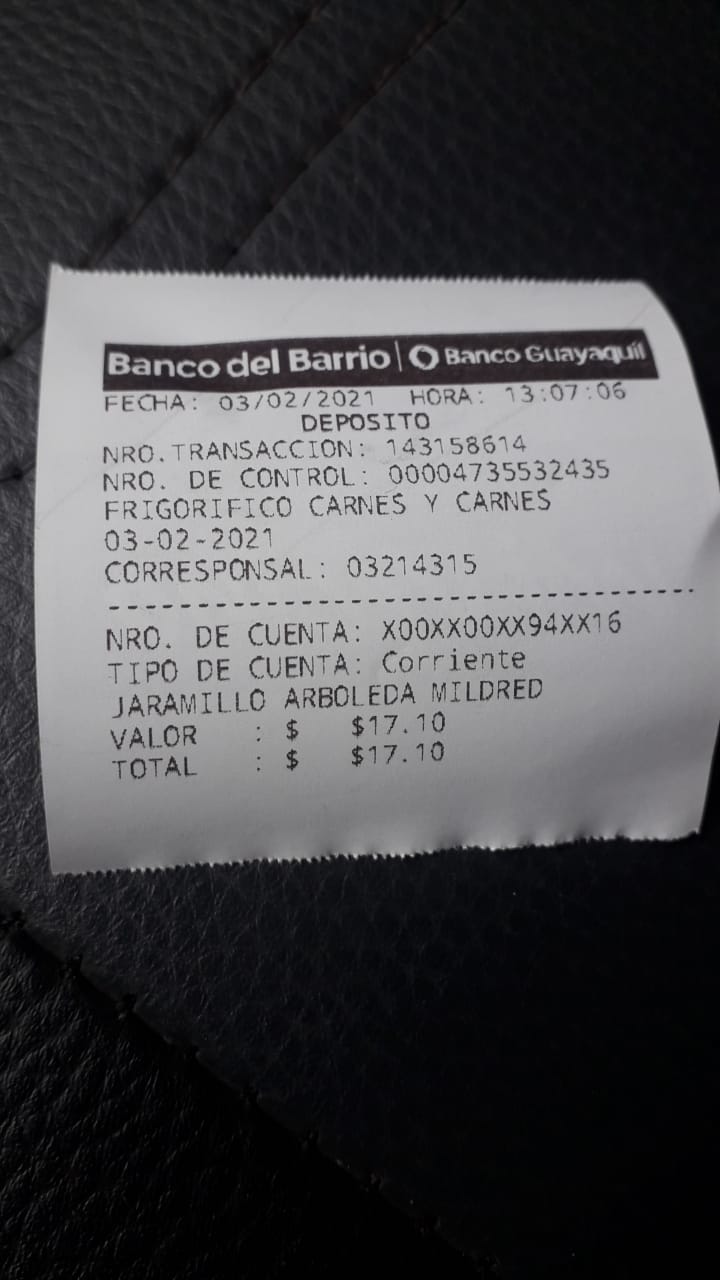 Banco del Barrio | Banco Guayaquil
FECHA: 03/02/2021 HORA: 13:07:06
DEPOSITO
NRO.TRANSACCION: 143158614
NRO. DE CONTROL: 00004735532435
FRIGORIFICO CARNES Y CARNES
03-02-2021
CORRESPONSAL: 03214315
----------------------------------------
NRO. DE CUENTA: X00XX00XX94XX16
TIPO DE CUENTA: Corriente
JARAMILLO ARBOLEDA MILDRED
VALOR : $ $17.10
TOTAL : $ $17.10